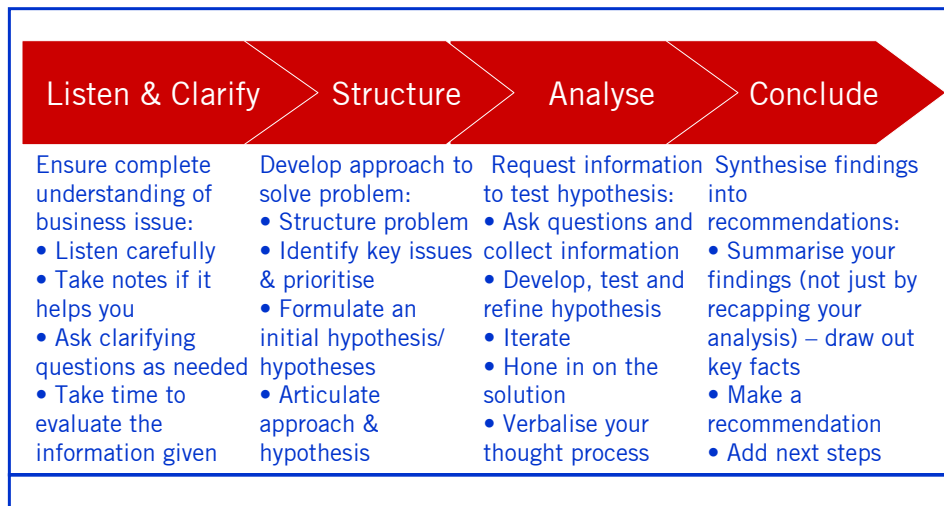 Listen & Clarify
Structure
Analyse
Conclude
Ensure complete
understanding of
business issue:
• Listen carefully
• Take notes if it
helps you
• Ask clarifying
questions as needed
• Take time to
evaluate the
information given
Develop approach to
solve problem:
• Structure problem
• Identify key issues
& prioritise
• Formulate an
initial hypothesis/
hypotheses
• Articulate
approach &
hypothesis
Request information
to test hypothesis:
• Ask questions and
collect information
• Develop, test and
refine hypothesis
• Iterate
• Hone in on the
solution
• Verbalise your
thought process
Synthesise findings
into
recommendations:
• Summarise your
findings (not just by
recapping your
analysis) – draw out
key facts
• Make a
recommendation
• Add next steps